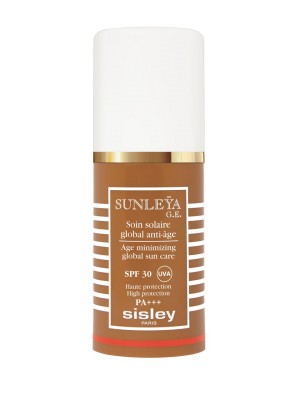 SUNLEŸA
G.E.
Soin solaire
global anti-âge
Age minimizing
global sun care
SPF 30 UVA
Haute protection
High protection
PA+++
sisley
PARIS